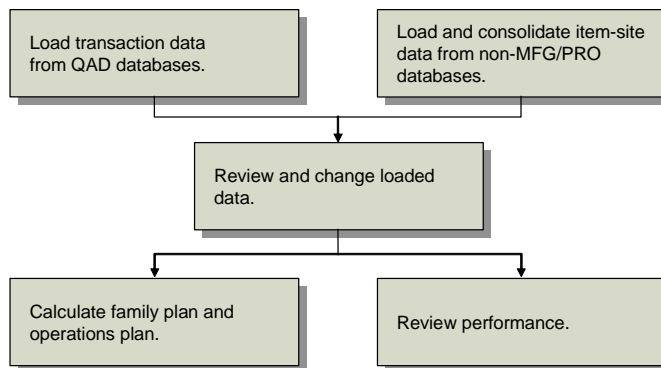 Load transaction data
from QAD databases.
Load and consolidate item-site
data from non-MFG/PRO
databases.
Review and change loaded
data.
Calculate family plan and
operations plan.
Review performance.